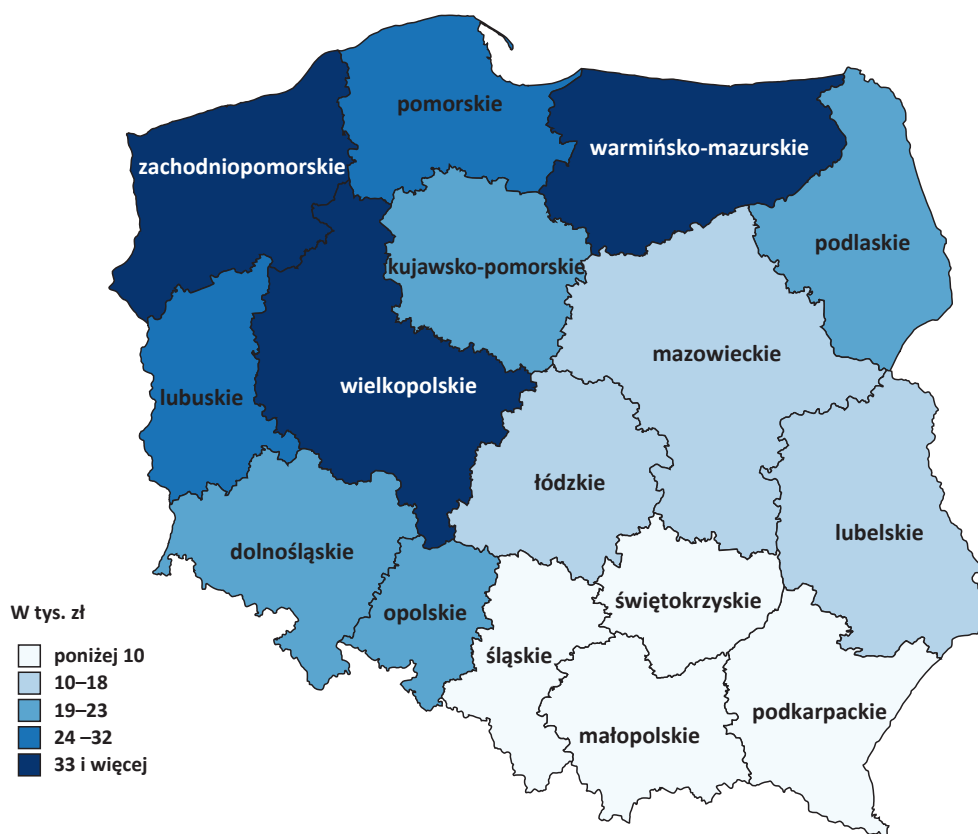 pomorskie
warmińsko-mazurskie
zachodniopomorskie
podlaskie
kujawsko-pomorskie
mazowieckie
wielkopolskie
lubuskie
łódzkie
lubelskie
dolnośląskie
świętokrzyskie
opolskie
śląskie
podkarpackie
małopolskie
W tys. zł
poniżej 10
10–18
19–23
24 –32
33 i więcej